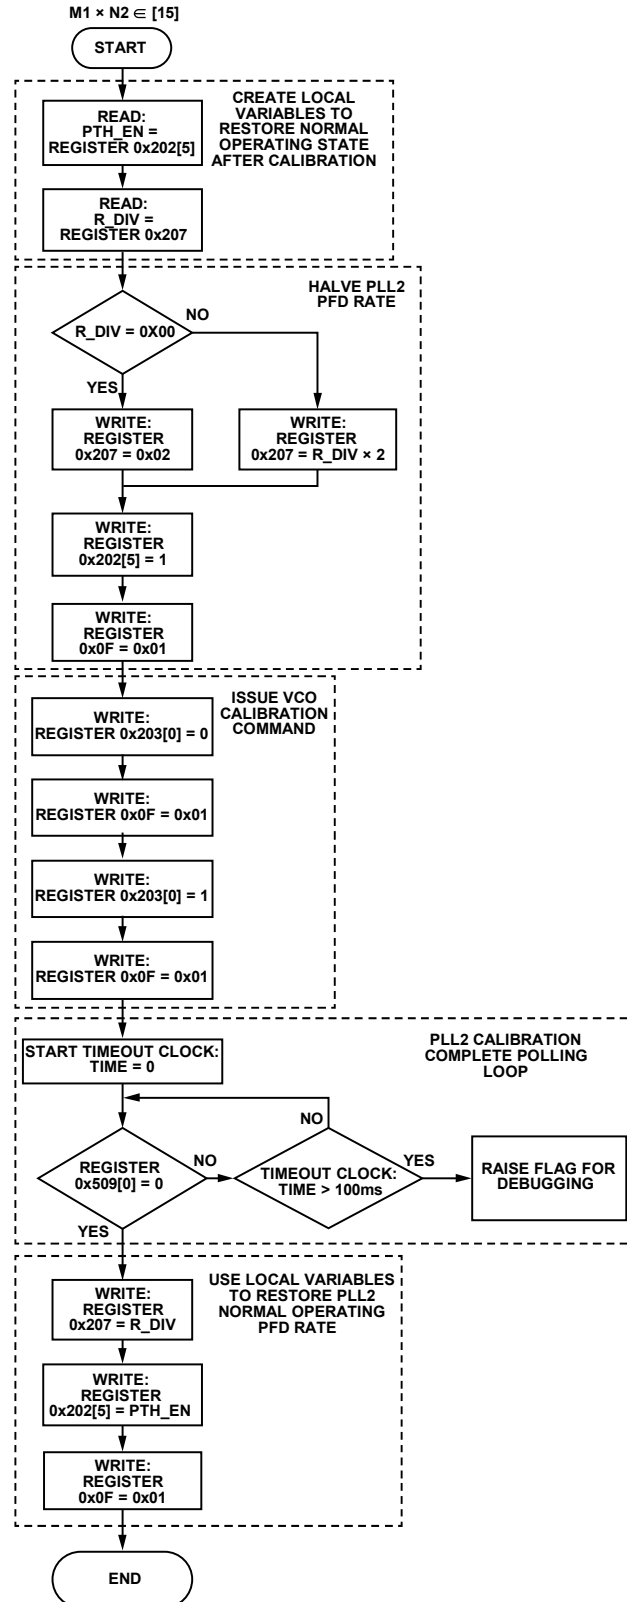 M1 × N2 ∈ [15]
START
CREATE LOCAL
VARIABLES TO
RESTORE NORMAL
OPERATING STATE
AFTER CALIBRATION
READ:
PTH_EN =
REGISTER 0x202[5]
READ:
R_DIV =
REGISTER 0x207
HALVE PLL2
PFD RATE
R_DIV = 0X00
NO
YES
WRITE:
REGISTER
0x207 = 0x02
WRITE:
REGISTER
0x207 = R_DIV × 2
WRITE:
REGISTER
0x202[5] = 1
WRITE:
REGISTER
0x0F = 0x01
ISSUE VCO
CALIBRATION
COMMAND
WRITE:
REGISTER 0x203[0] = 0
WRITE:
REGISTER 0x0F = 0x01
WRITE:
REGISTER 0x203[0] = 1
WRITE:
REGISTER 0x0F = 0x01
PLL2 CALIBRATION
COMPLETE POLLING
LOOP
START TIMEOUT CLOCK:
TIME = 0
NO
REGISTER
0x509[0] = 0
NO
TIMEOUT CLOCK:
TIME > 100ms
YES
RAISE FLAG FOR
DEBUGGING
YES
USE LOCAL VARIABLES
TO RESTORE PLL2
NORMAL OPERATING
PFD RATE
WRITE:
REGISTER
0x207 = R_DIV
WRITE:
REGISTER
0x202[5] = PTH_EN
WRITE:
REGISTER
0x0F = 0x01
END